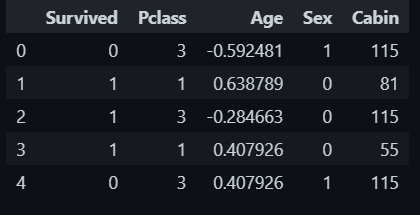 Survived Pclass Age Sex Cabin
0 0 3 -0.592481 1 115
1 1 1 0.638789 0 81
2 1 3 -0.284663 0 115
3 1 1 0.407926 0 55
4 0 3 0.407926 1 115